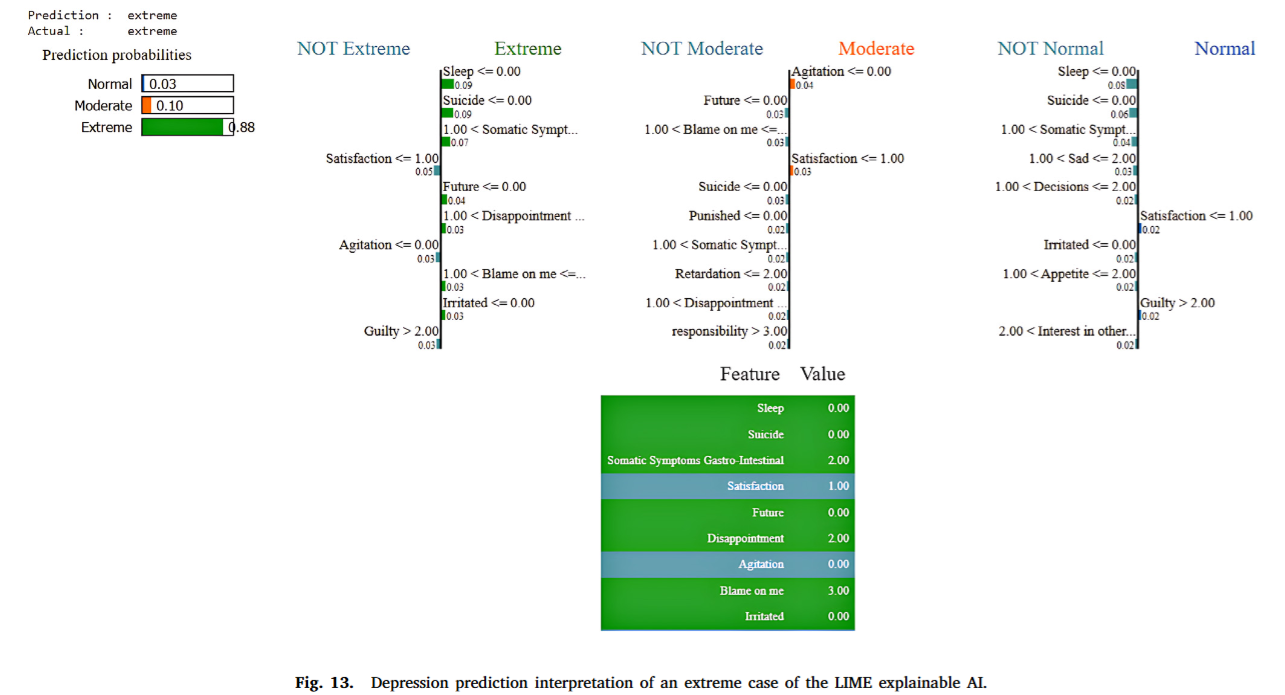 Prediction : extreme
Actual : extreme
Prediction probabilities
Normal 0.03
Moderate 0.10
Extreme 0.88
NOT Extreme Extreme
Sleep <= 0.00
0.09
Suicide <= 0.00
0.09
1.00 < Somatic Sympt...
0.07
Satisfaction <= 1.00
0.05
Future <= 0.00
0.04
1.00 < Disappointment ...
0.03
Agitation <= 0.00
0.03
1.00 < Blame on me <=...
0.03
Irritated <= 0.00
0.03
Guilty > 2.00
0.03
NOT Moderate Moderate
Agitation <= 0.00
0.04
Future <= 0.00
0.03
1.00 < Blame on me <=...
0.03
Satisfaction <= 1.00
0.03
Suicide <= 0.00
0.03
Punished <= 0.00
0.02
1.00 < Somatic Sympt...
0.02
Retardation <= 2.00
0.02
1.00 < Disappointment ...
0.02
responsibility > 3.00
0.02
NOT Normal Normal
Sleep <= 0.00
0.08
Suicide <= 0.00
0.06
1.00 < Somatic Sympt...
0.04
1.00 < Sad <= 2.00
0.03
1.00 < Decisions <= 2.00
0.02
Satisfaction <= 1.00
0.02
Irritated <= 0.00
0.02
1.00 < Appetite <= 2.00
0.02
Guilty > 2.00
0.02
2.00 < Interest in other...
0.02
Feature Value
Sleep 0.00
Suicide 0.00
Somatic Symptoms Gastro-Intestinal 2.00
Satisfaction 1.00
Future 0.00
Disappointment 2.00
Agitation 0.00
Blame on me 3.00
Irritated 0.00
Fig. 13. Depression prediction interpretation of an extreme case of the LIME explainable AI.